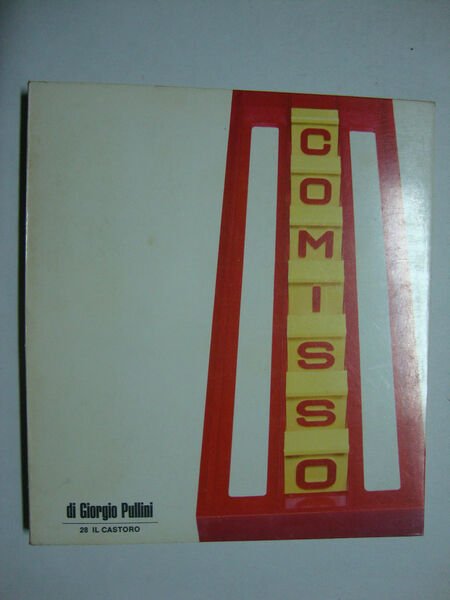 COMISSO
di Giorgio Pullini
28 IL CASTORO